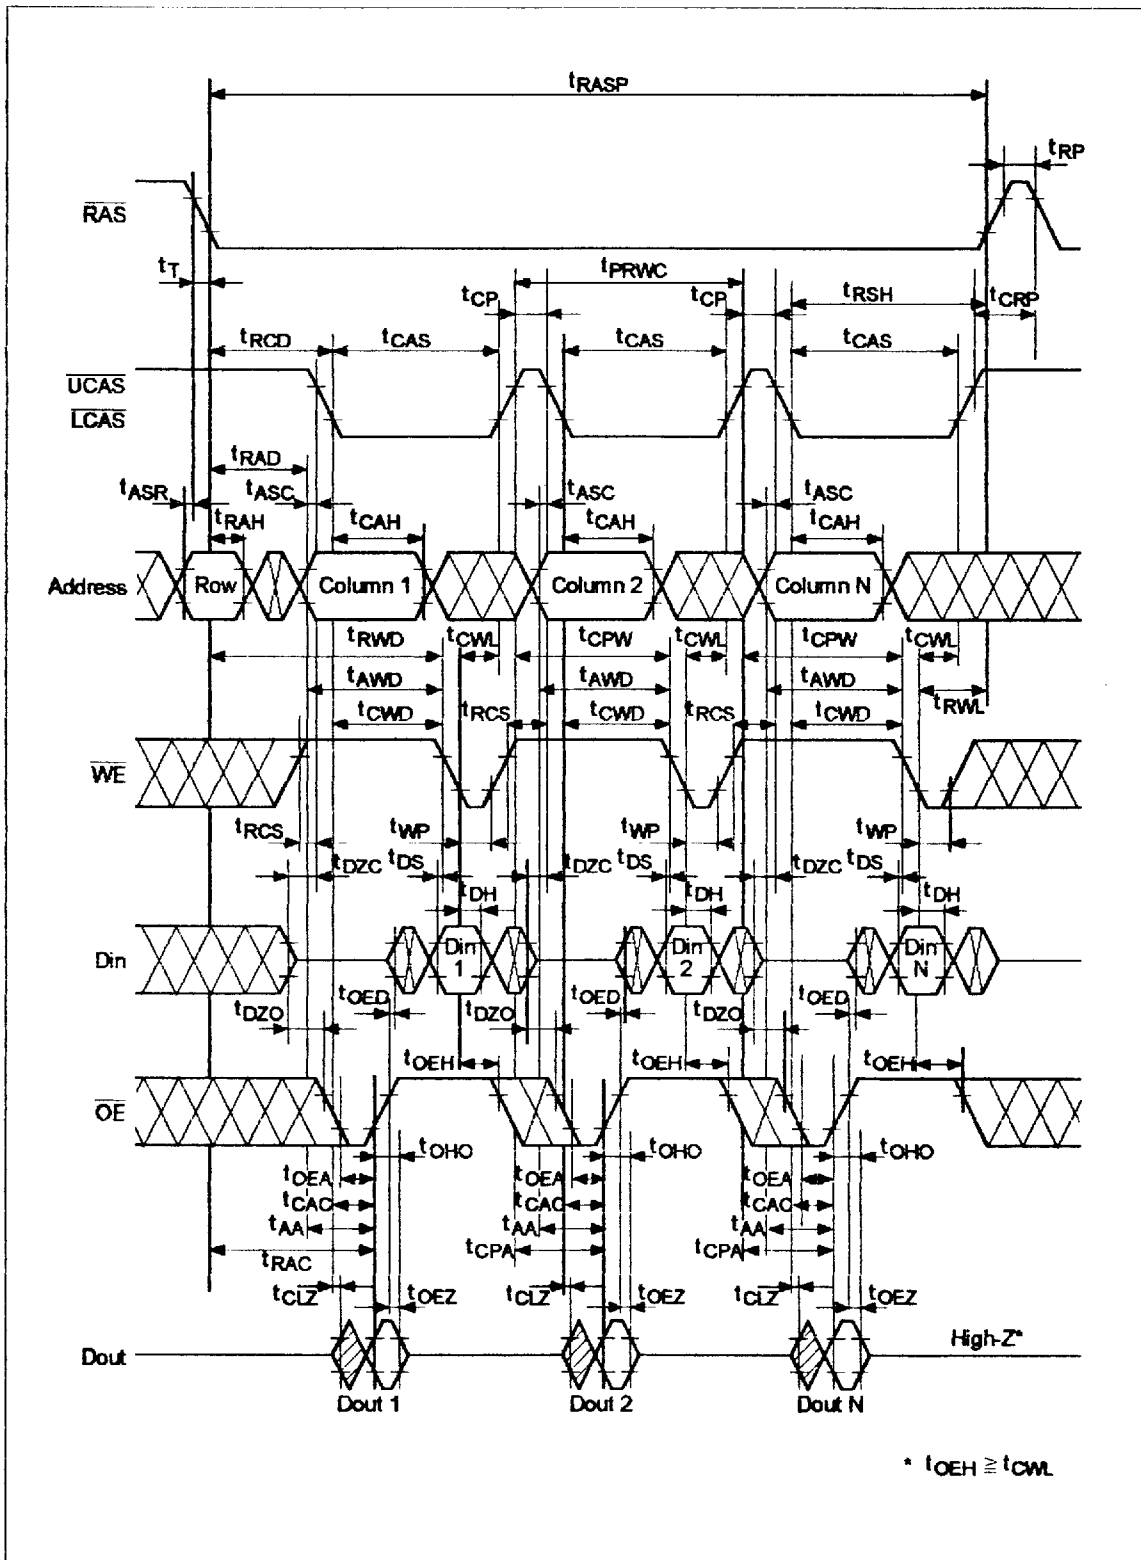 tRASP
tRP
RAS
tT
tPRWC
tCP
tCP
tRSH
tCRP
tRCD
tCAS
tCAS
tCAS
UCAS
LCAS
tRAD
tASR
tASC
tASC
tASC
tRAH
tCAH
tCAH
tCAH
Address
Row
Column 1
Column 2
Column N
tRWD
tCWL
tCPW
tCWL
tCPW
tCWL
tAWD
tAWD
tAWD
tRWL
tCWD
tRCS
tCWD
tRCS
tCWD
WE
tRCS
tWP
tWP
tWP
tDZC
tDS
tDZC
tDS
tDZC
tDS
tDH
tDH
tDH
Din
Din 1
Din 2
Din N
tDZO
tOED
tDZO
tOED
tDZO
tOED
tOEH
tOEH
tOEH
OE
tOHO
tOHO
tOHO
tOEA
tOEA
tOEA
tCAC
tCAC
tCAC
tAA
tAA
tAA
tRAC
tCPA
tCPA
tCLZ
tOEZ
tCLZ
tOEZ
tCLZ
tOEZ
Dout
High-Z*
Dout 1
Dout 2
Dout N
* tOEH ≧ tCWL